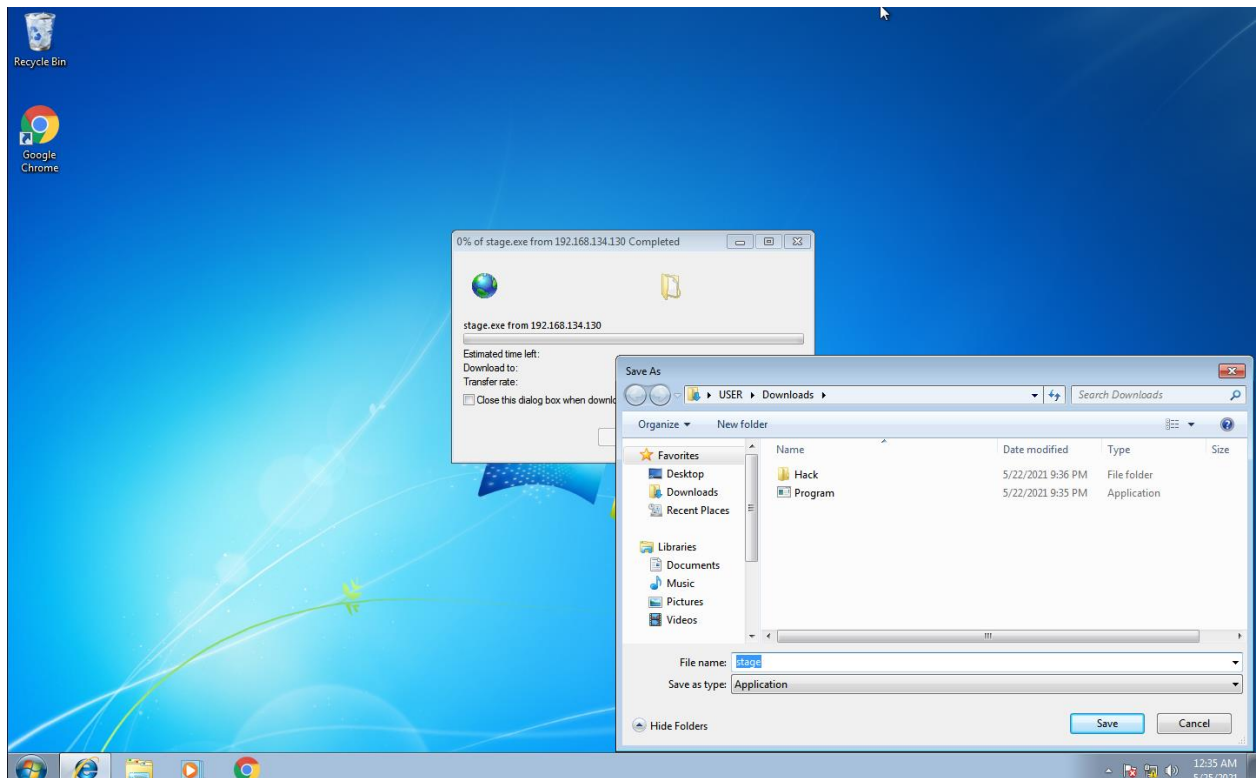 Recycle Bin
Google
Chrome
0% of stage.exe from 192.168.134.130 Completed
stage.exe from 192.168.134.130
Estimated time left:
Download to:
Transfer rate:
Close this dialog box when downlo
Save As
USER Downloads
Search Downloads
Organize New folder
Favorites
Desktop
Downloads
Recent Places
Libraries
Documents
Music
Pictures
Videos
Name Date modified Type Size
Hack 5/22/2021 9:36 PM File folder
Program 5/22/2021 9:35 PM Application
File name: stage
Save as type: Application
Hide Folders
Save Cancel
12:35 AM
5/25/2021